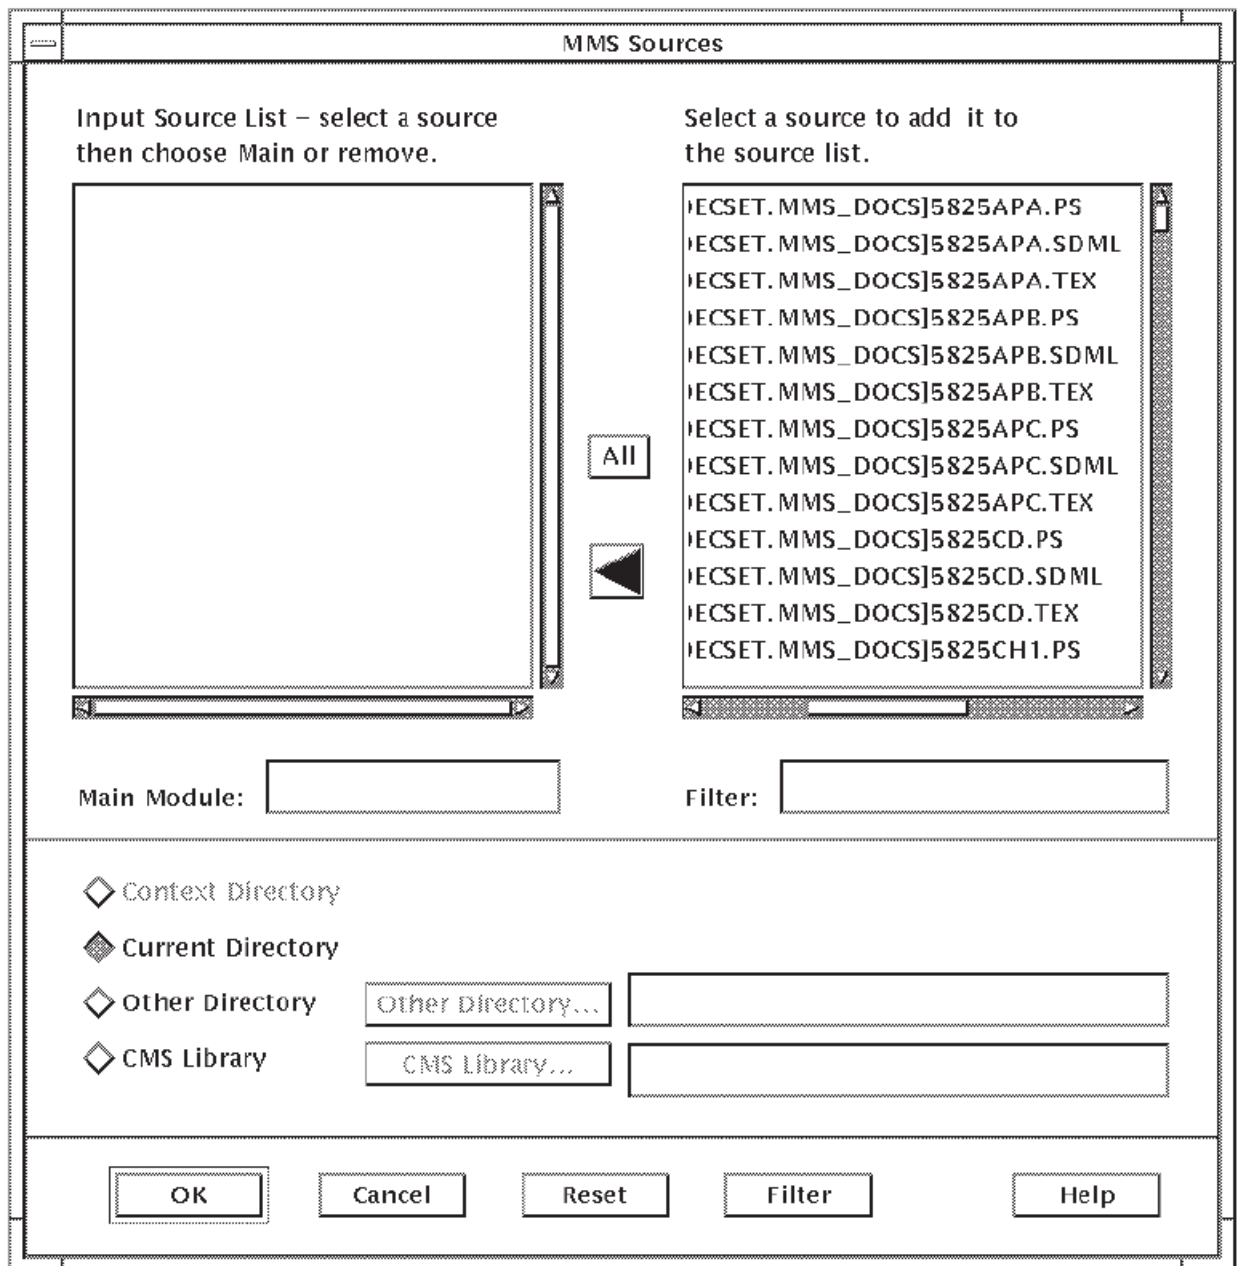 MMS Sources
Input Source List – select a source
then choose Main or remove.
Select a source to add it to
the source list.
ECSET.MMS_DOCS]5825APA.PS
ECSET.MMS_DOCS]5825APA.SDML
ECSET.MMS_DOCS]5825APA.TEX
ECSET.MMS_DOCS]5825APB.PS
ECSET.MMS_DOCS]5825APB.SDML
ECSET.MMS_DOCS]5825APB.TEX
ECSET.MMS_DOCS]5825APC.PS
ECSET.MMS_DOCS]5825APC.SDML
ECSET.MMS_DOCS]5825APC.TEX
ECSET.MMS_DOCS]5825CD.PS
ECSET.MMS_DOCS]5825CD.SDML
ECSET.MMS_DOCS]5825CD.TEX
ECSET.MMS_DOCS]5825CH1.PS
All
Main Module:
Filter:
Context Directory
Current Directory
Other Directory
Other Directory...
CMS Library
CMS Library...
OK
Cancel
Reset
Filter
Help